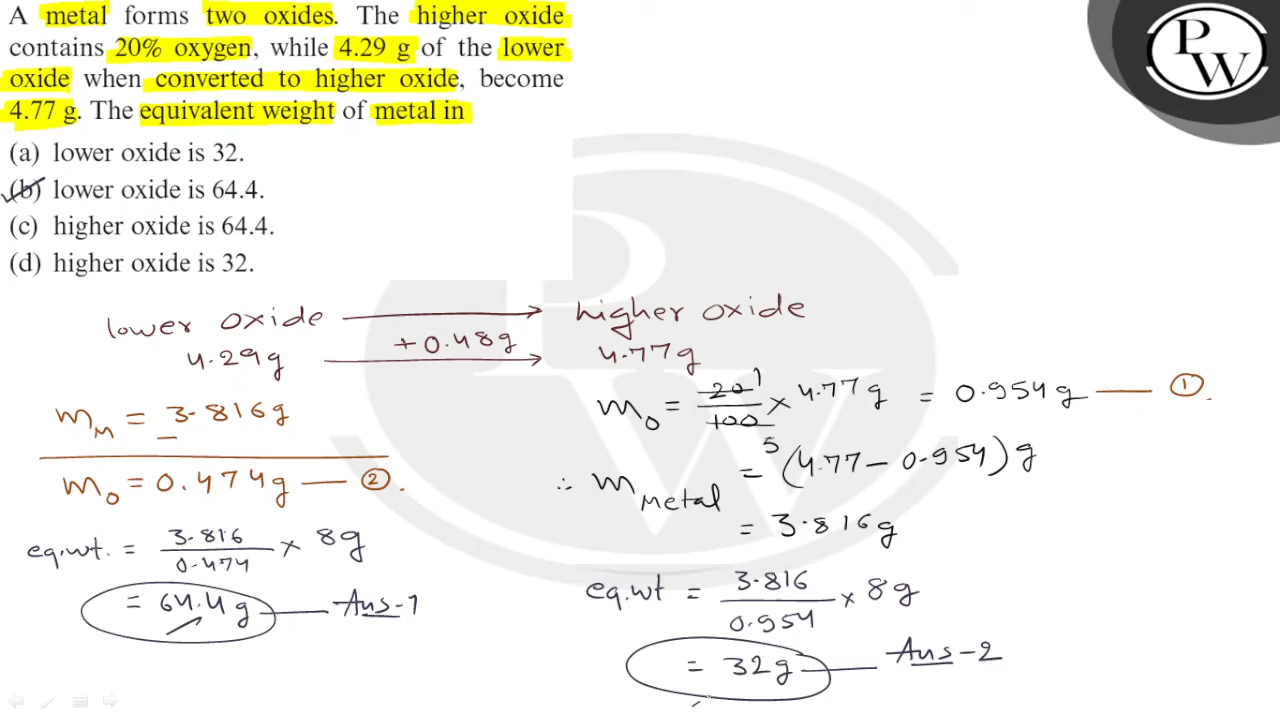 A metal forms two oxides. The higher oxide
contains 20% oxygen, while 4.29 g of the lower
oxide when converted to higher oxide, become
4.77 g. The equivalent weight of metal in
(a) lower oxide is 32.
(b) lower oxide is 64.4.
(c) higher oxide is 64.4.
(d) higher oxide is 32.
PW
lower oxide ⟶ higher oxide
4.29g +0.48g ⟶ 4.77g
m_M = 3.816g
m_O = 0.474g — ②.
eq.wt. = 3.816/0.474 × 8g
= 64.4g — Ans-1
m_O = 20/100 × 4.77g = 0.954g — ①.
1
5
∴ m_Metal = (4.77 – 0.954)g
= 3.816g
eq.wt = 3.816/0.954 × 8g
= 32g — Ans-2